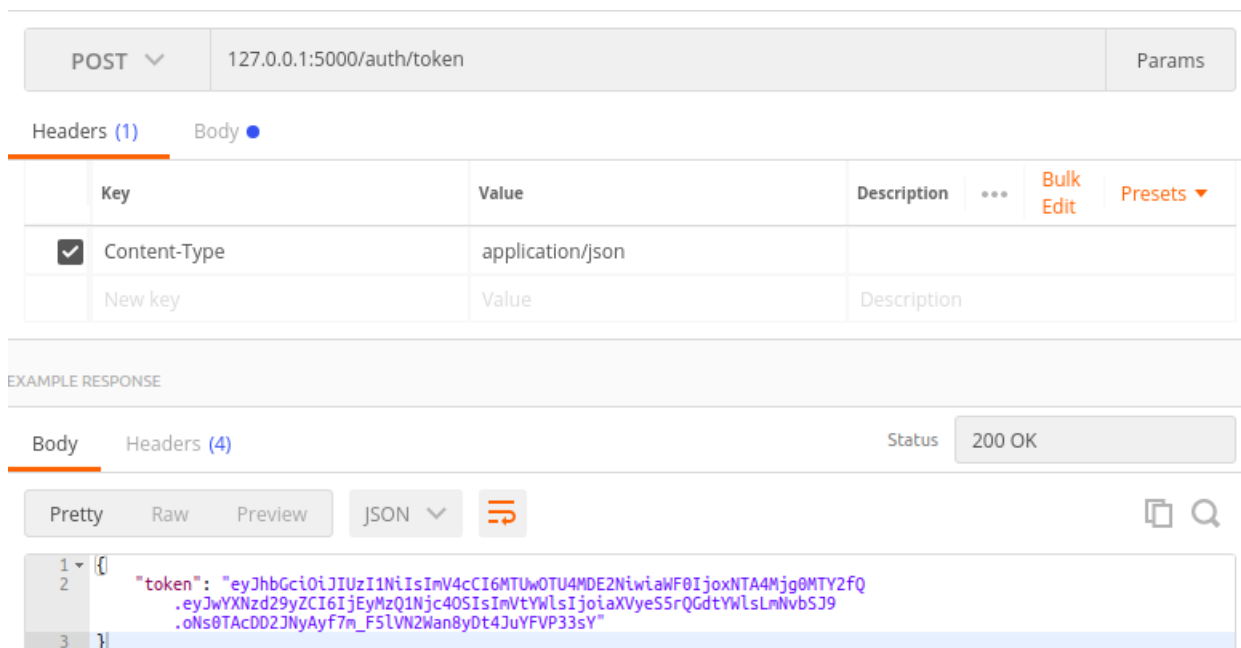 POST 127.0.0.1:5000/auth/token Params
Headers (1) Body
Key Value Description Bulk Edit Presets
Content-Type application/json
New key Value Description
EXAMPLE RESPONSE
Body Headers (4) Status 200 OK
Pretty Raw Preview JSON
1 {
2 "token": "eyJhbGciOiJIUzI1NiIsImV4cCI6MTUwOTU4MDE2NiwiaWF0IjoxNTA4Mjg0MTY2fQ
.eyJwYXNzd29yZCI6IjEyMzQ1Njc4OSIsImVtYWlsIjoiaXVyeS5rQGdtYWlsLmNvbSJ9
.oNs0TAcDD2JNyAyf7m_F5lVN2Wan8yDt4JuYFVP33sY"
3 }